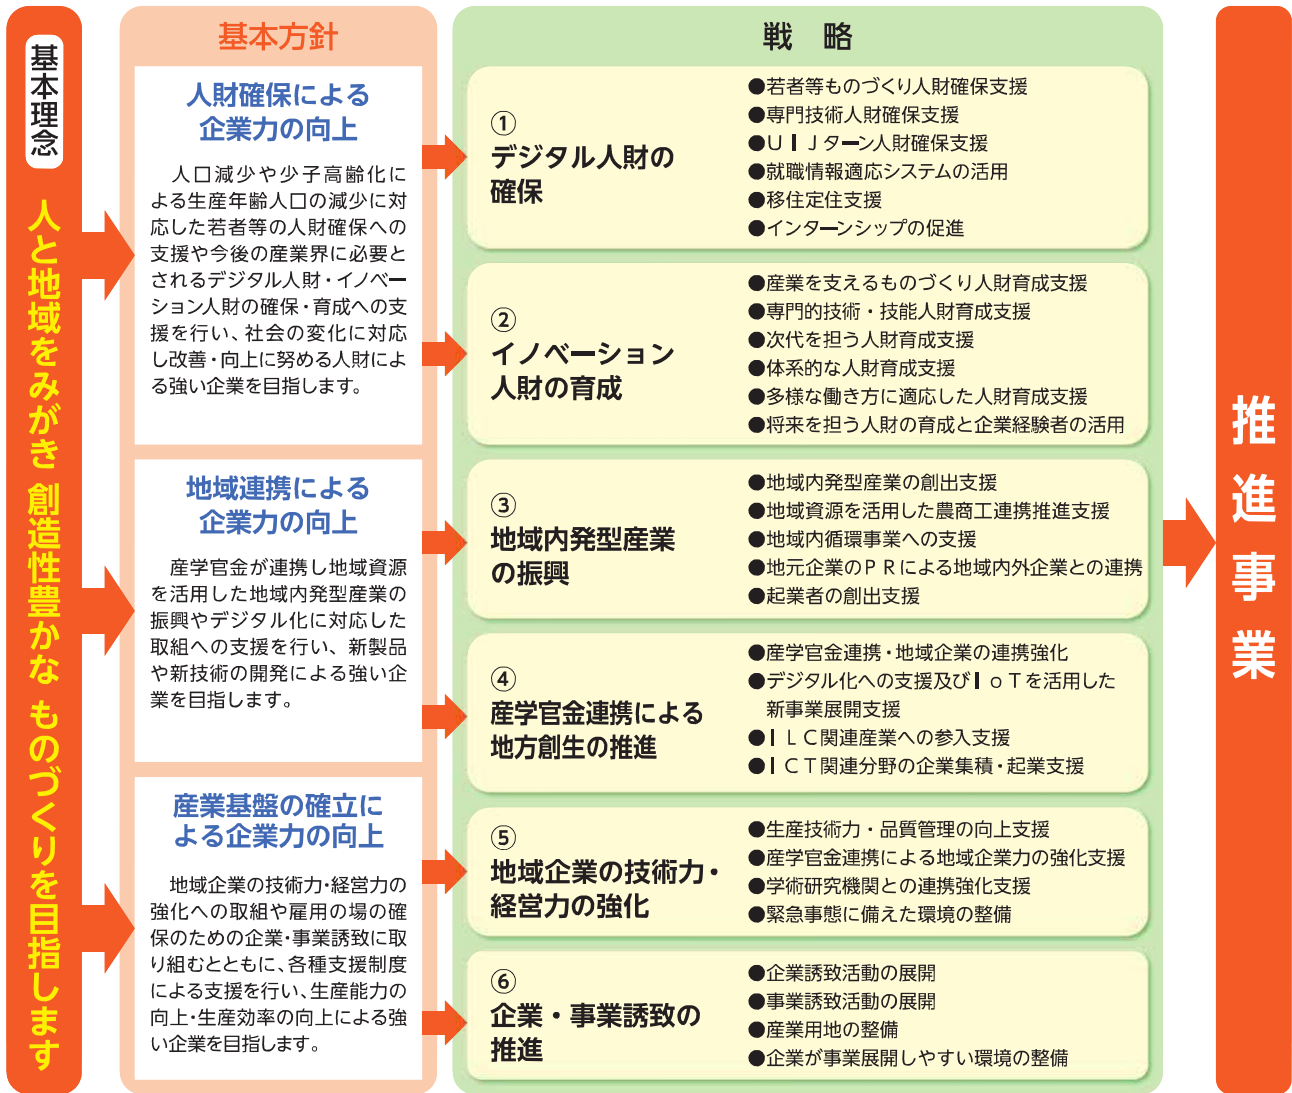 基本理念
人と地域をみがき 創造性豊かな ものづくりを目指します
基本方針
人財確保による
企業力の向上
人口減少や少子高齢化に
よる生産年齢人口の減少に対
応した若者等の人財確保への
支援や今後の産業界に必要と
されるデジタル人財・イノベー
ション人財の確保・育成への支
援を行い、社会の変化に対応
し改善・向上に努める人財によ
る強い企業を目指します。
地域連携による
企業力の向上
産学官金が連携し地域資源
を活用した地域内発型産業の
振興やデジタル化に対応した
取組への支援を行い、新製品
や新技術の開発による強い企
業を目指します。
産業基盤の確立に
よる企業力の向上
地域企業の技術力・経営力の
強化への取組や雇用の場の確
保のための企業・事業誘致に取
り組むとともに、各種支援制度
による支援を行い、生産能力の
向上・生産効率の向上による強
い企業を目指します。
戦 略
①
デジタル人財の
確保
●若者等ものづくり人財確保支援
●専門技術人財確保支援
●UIJターン人財確保支援
●就職情報適応システムの活用
●移住定住支援
●インターンシップの促進
②
イノベーション
人財の育成
●産業を支えるものづくり人財育成支援
●専門的技術・技能人財育成支援
●次代を担う人財育成支援
●体系的な人財育成支援
●多様な働き方に適応した人財育成支援
●将来を担う人財の育成と企業経験者の活用
③
地域内発型産業
の振興
●地域内発型産業の創出支援
●地域資源を活用した農商工連携推進支援
●地域内循環事業への支援
●地元企業のPRによる地域内外企業との連携
●起業者の創出支援
④
産学官金連携による
地方創生の推進
●産学官金連携・地域企業の連携強化
●デジタル化への支援及びIoTを活用した
新事業展開支援
●ILC関連産業への参入支援
●ICT関連分野の企業集積・起業支援
⑤
地域企業の技術力・
経営力の強化
●生産技術力・品質管理の向上支援
●産学官金連携による地域企業力の強化支援
●学術研究機関との連携強化支援
●緊急事態に備えた環境の整備
⑥
企業・事業誘致の
推進
●企業誘致活動の展開
●事業誘致活動の展開
●産業用地の整備
●企業が事業展開しやすい環境の整備
推進事業